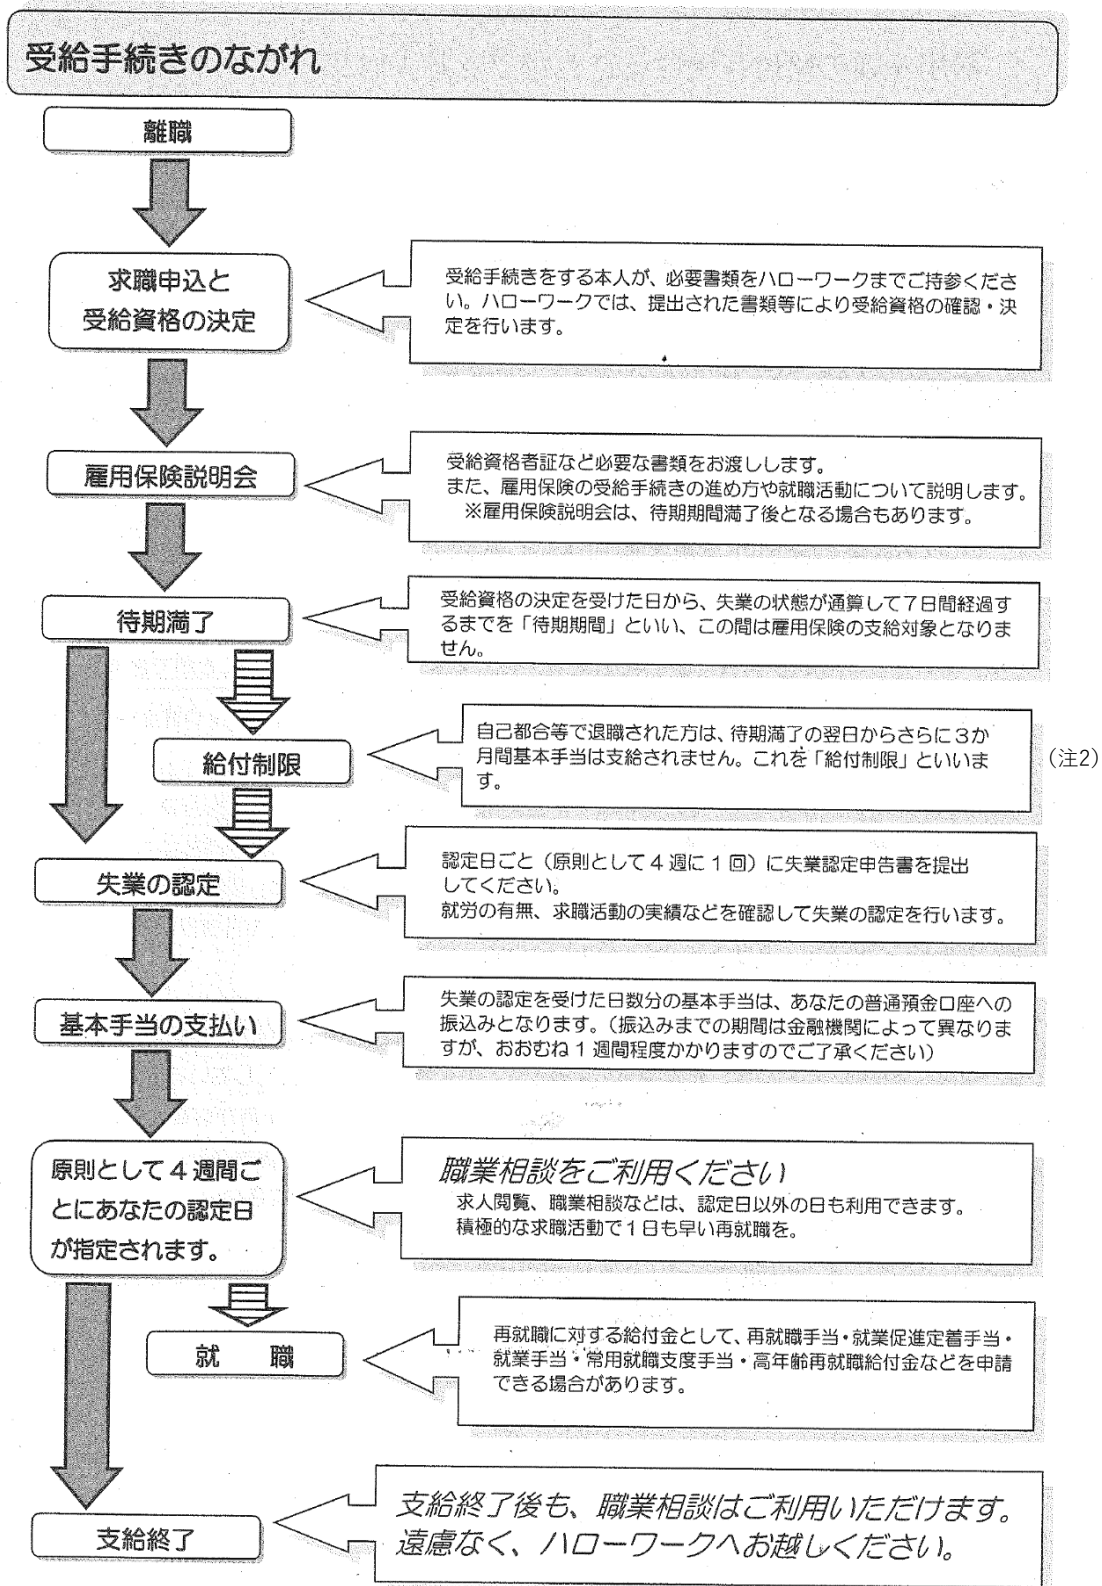 受給手続きのながれ
離職
求職申込と
受給資格の決定
受給手続きをする本人が、必要書類をハローワークまでご持参くださ
い。ハローワークでは、提出された書類等により受給資格の確認・決
定を行います。
雇用保険説明会
受給資格者証など必要な書類をお渡しします。
また、雇用保険の受給手続きの進め方や就職活動について説明します。
※雇用保険説明会は、待期期間満了後となる場合もあります。
待期満了
受給資格の決定を受けた日から、失業の状態が通算して7日間経過す
るまでを「待期期間」といい、この間は雇用保険の支給対象となりま
せん。
給付制限
自己都合等で退職された方は、待期満了の翌日からさらに3か
月間基本手当は支給されません。これを「給付制限」といいま
す。
(注2)
失業の認定
認定日ごと（原則として4週に1回）に失業認定申告書を提出
してください。
就労の有無、求職活動の実績などを確認して失業の認定を行います。
基本手当の支払い
失業の認定を受けた日数分の基本手当は、あなたの普通預金口座への
振込みとなります。（振込みまでの期間は金融機関によって異なりま
すが、おおむね1週間程度かかりますのでご了承ください）
原則として4週間ご
とにあなたの認定日
が指定されます。
職業相談をご利用ください
求人閲覧、職業相談などは、認定日以外の日も利用できます。
積極的な求職活動で1日も早い再就職を。
就　職
再就職に対する給付金として、再就職手当・就業促進定着手当・
就業手当・常用就職支度手当・高年齢再就職給付金などを申請
できる場合があります。
支給終了
支給終了後も、職業相談はご利用いただけます。
遠慮なく、ハローワークへお越しください。